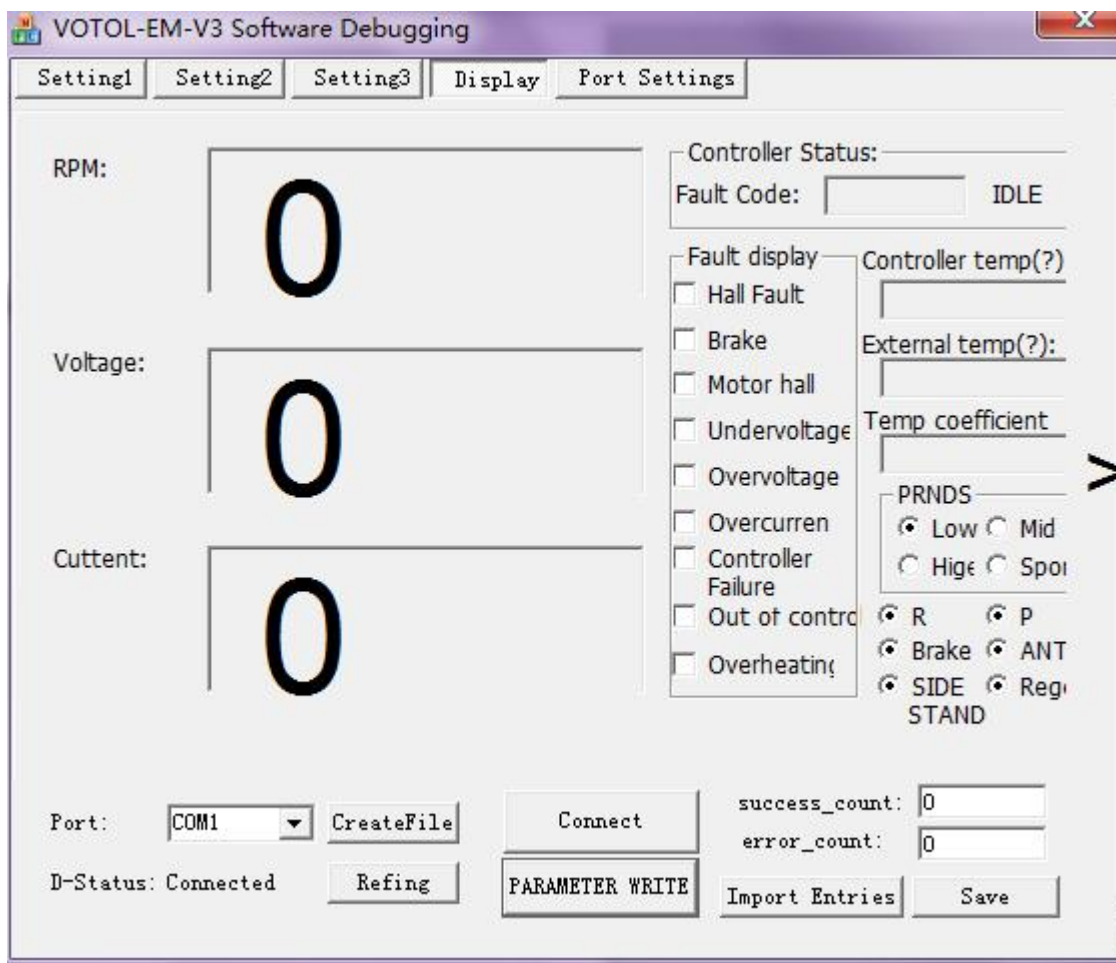 VOTOL-EM-V3 Software Debugging
X
Setting1 Setting2 Setting3 Display Port Settings
RPM:
0
Voltage:
0
Cuttent:
0
Controller Status:
Fault Code: IDLE
Fault display
Hall Fault
Brake
Motor hall
Undervoltage
Overvoltage
Overcurren
Controller
Failure
Out of contro
Overheating
Controller temp(?)
External temp(?):
Temp coefficient
PRNDS
Low Mid
Hige Spor
R P
Brake ANT
SIDE Rege
STAND
>
Port: COM1 CreateFile
D-Status: Connected Refing
Connect
PARAMETER WRITE
success_count: 0
error_count: 0
Import Entries Save